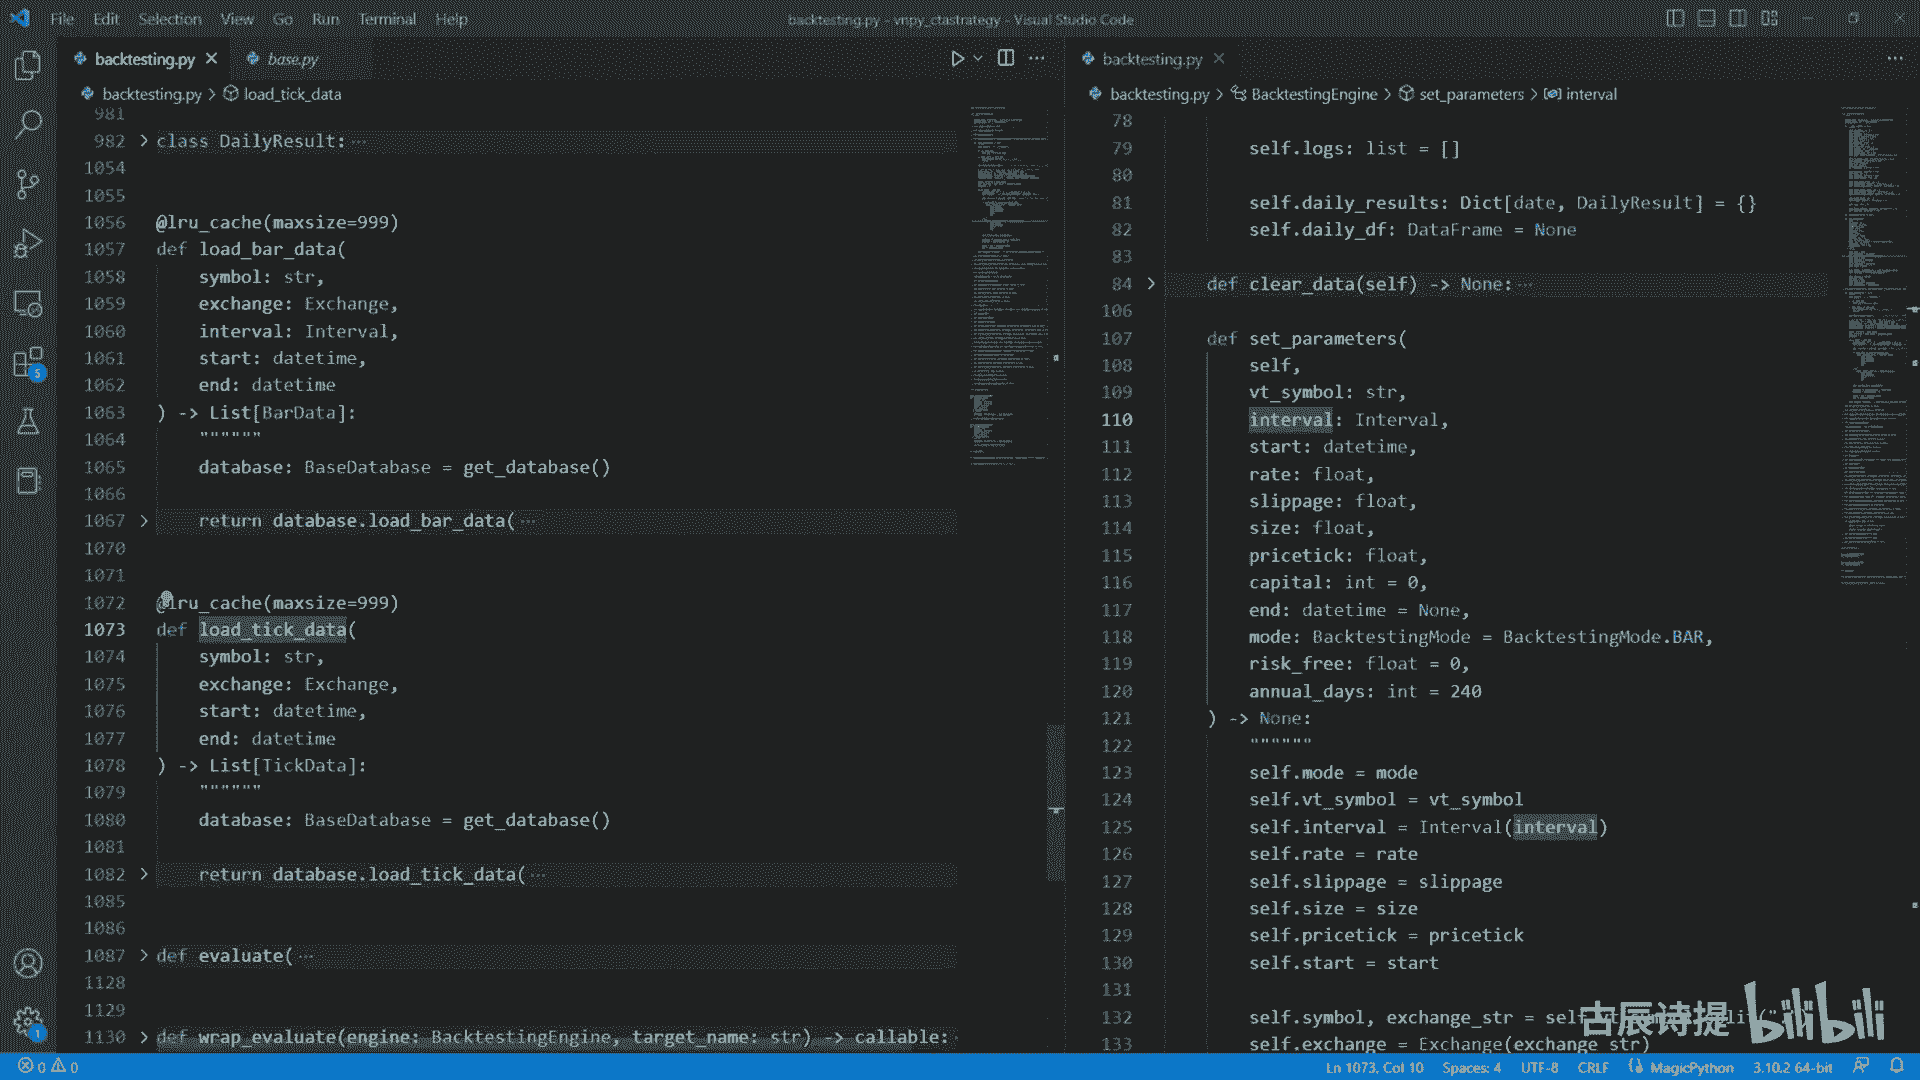 File Edit Selection View Go Run Terminal Help
backtesting.py - vnpy_ctastrategy - Visual Studio Code
backtesting.py
base.py
backtesting.py > load_tick_data
981
982 class DailyResult: ···
1054
1055
1056 @lru_cache(maxsize=999)
1057 def load_bar_data(
1058 symbol: str,
1059 exchange: Exchange,
1060 interval: Interval,
1061 start: datetime,
1062 end: datetime
1063 ) -> List[BarData]:
1064 """"""
1065 database: BaseDatabase = get_database()
1066
1067 return database.load_bar_data( ···
1070
1071
1072 @lru_cache(maxsize=999)
1073 def load_tick_data(
1074 symbol: str,
1075 exchange: Exchange,
1076 start: datetime,
1077 end: datetime
1078 ) -> List[TickData]:
1079 """"""
1080 database: BaseDatabase = get_database()
1081
1082 return database.load_tick_data( ···
1085
1086
1087 def evaluate( ···
1128
1129
1130 def wrap_evaluate(engine: BacktestingEngine, target_name: str) -> callable: ·
backtesting.py
backtesting.py > BacktestingEngine > set_parameters > interval
78
79 self.logs: list = []
80
81 self.daily_results: Dict[date, DailyResult] = {}
82 self.daily_df: DataFrame = None
83
84 def clear_data(self) -> None: ···
106
107 def set_parameters(
108 self,
109 vt_symbol: str,
110 interval: Interval,
111 start: datetime,
112 rate: float,
113 slippage: float,
114 size: float,
115 pricetick: float,
116 capital: int = 0,
117 end: datetime = None,
118 mode: BacktestingMode = BacktestingMode.BAR,
119 risk_free: float = 0,
120 annual_days: int = 240
121 ) -> None:
122 """"""
123 self.mode = mode
124 self.vt_symbol = vt_symbol
125 self.interval = Interval(interval)
126 self.rate = rate
127 self.slippage = slippage
128 self.size = size
129 self.pricetick = pricetick
130 self.start = start
131
132 self.symbol, exchange_str =
133 self.exchange = Exchange(exchange_str)
古辰诗提 bilibili
5
1
0 0
Ln 1073, Col 10 Spaces: 4 UTF-8 CRLF MagicPython 3.10.2 64-bit